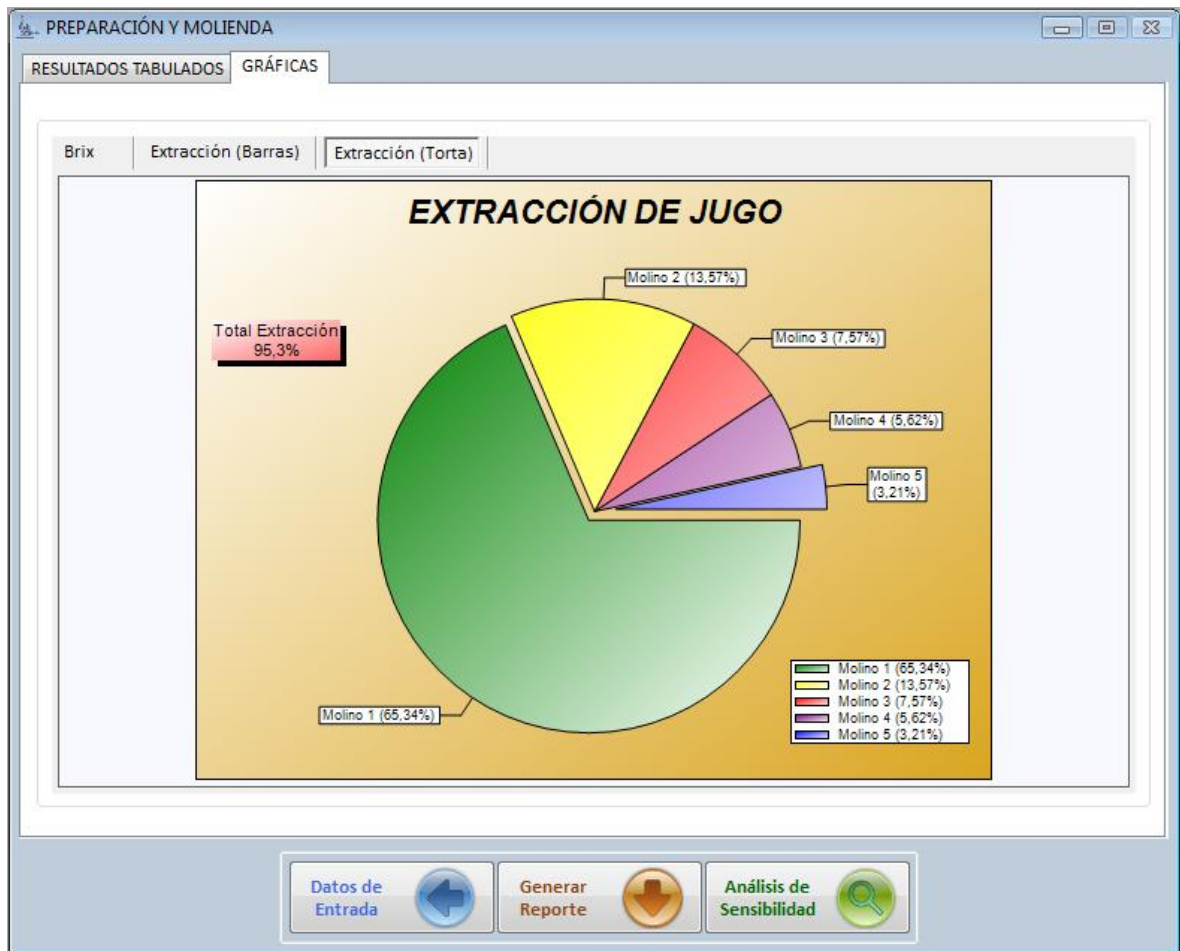 PREPARACIÓN Y MOLIENDA
RESULTADOS TABULADOS
GRÁFICAS
Brix
Extracción (Barras)
Extracción (Torta)
EXTRACCIÓN DE JUGO
Molino 2 (13,57%)
Total Extracción
95,3%
Molino 3 (7,57%)
Molino 4 (5,62%)
Molino 5
(3,21%)
Molino 1 (65,34%)
Molino 1 (65,34%)
Molino 2 (13,57%)
Molino 3 (7,57%)
Molino 4 (5,62%)
Molino 5 (3,21%)
Datos de
Entrada
Generar
Reporte
Análisis de
Sensibilidad